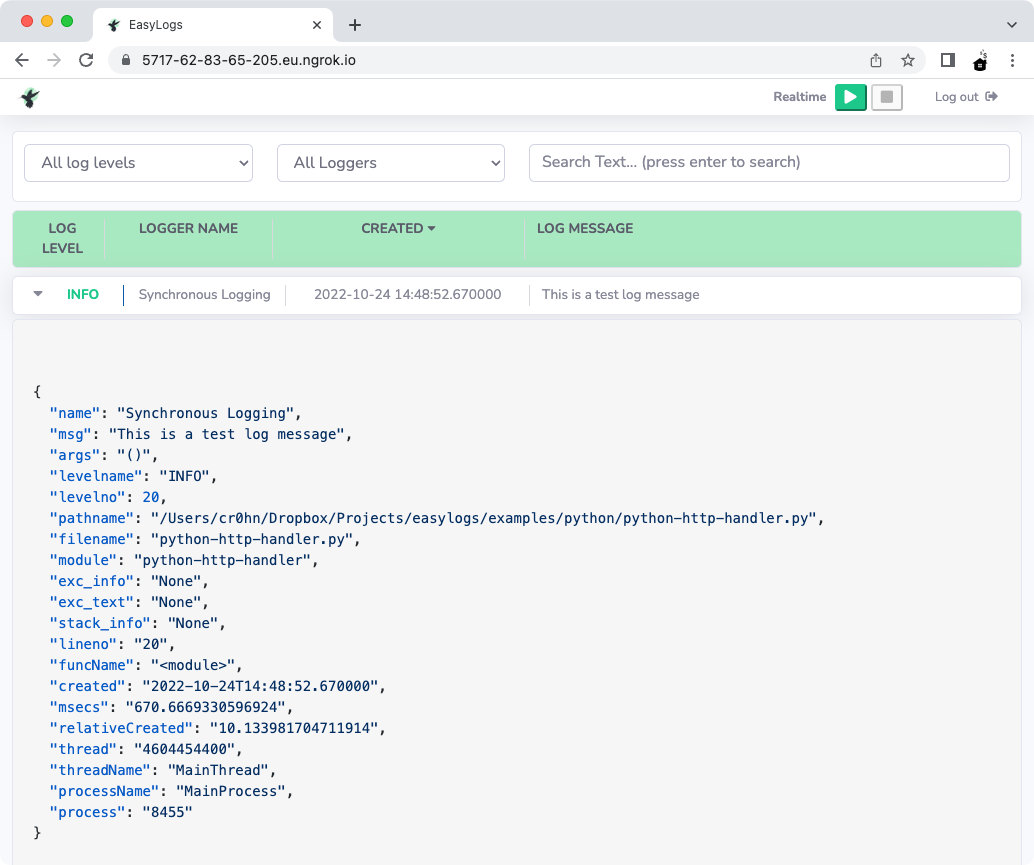 EasyLogs
5717-62-83-65-205.eu.ngrok.io
Realtime
Log out
All log levels
All Loggers
Search Text... (press enter to search)
LOG LEVEL
LOGGER NAME
CREATED
LOG MESSAGE
INFO
Synchronous Logging
2022-10-24 14:48:52.670000
This is a test log message
{
"name": "Synchronous Logging",
"msg": "This is a test log message",
"args": "()",
"levelname": "INFO",
"levelno": 20,
"pathname": "/Users/cr0hn/Dropbox/Projects/easylogs/examples/python/python-http-handler.py",
"filename": "python-http-handler.py",
"module": "python-http-handler",
"exc_info": "None",
"exc_text": "None",
"stack_info": "None",
"lineno": "20",
"funcName": "<module>",
"created": "2022-10-24T14:48:52.670000",
"msecs": "670.6669330596924",
"relativeCreated": "10.133981704711914",
"thread": "4604454400",
"threadName": "MainThread",
"processName": "MainProcess",
"process": "8455"
}